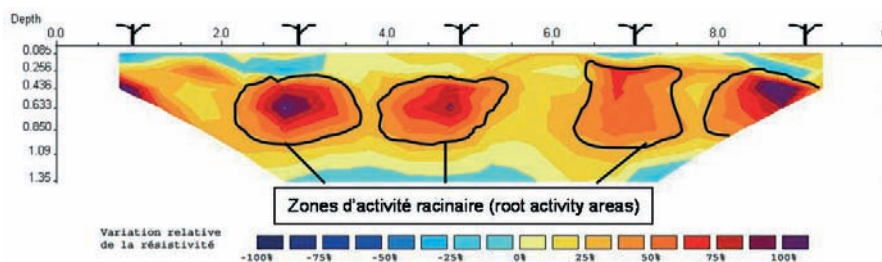 Depth
0.0 2.0 4.0 6.0 8.0
0.085
0.256
0.436
0.633
0.850
1.09
1.35
Zones d'activité racinaire (root activity areas)
Variation relative
de la résistivité
-100% -75% -50% -25% 0% 25% 50% 75% 100%